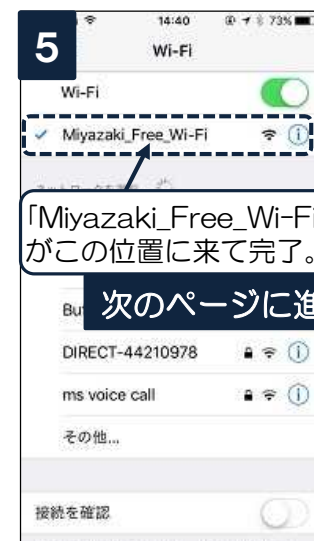 5
14:40
73%
Wi-Fi
Wi-Fi
Miyazaki_Free_Wi-Fi
「Miyazaki_Free_Wi-Fi
がこの位置に来て完了。
次のページに進
DIRECT-44210978
ms voice call
その他...
接続を確認